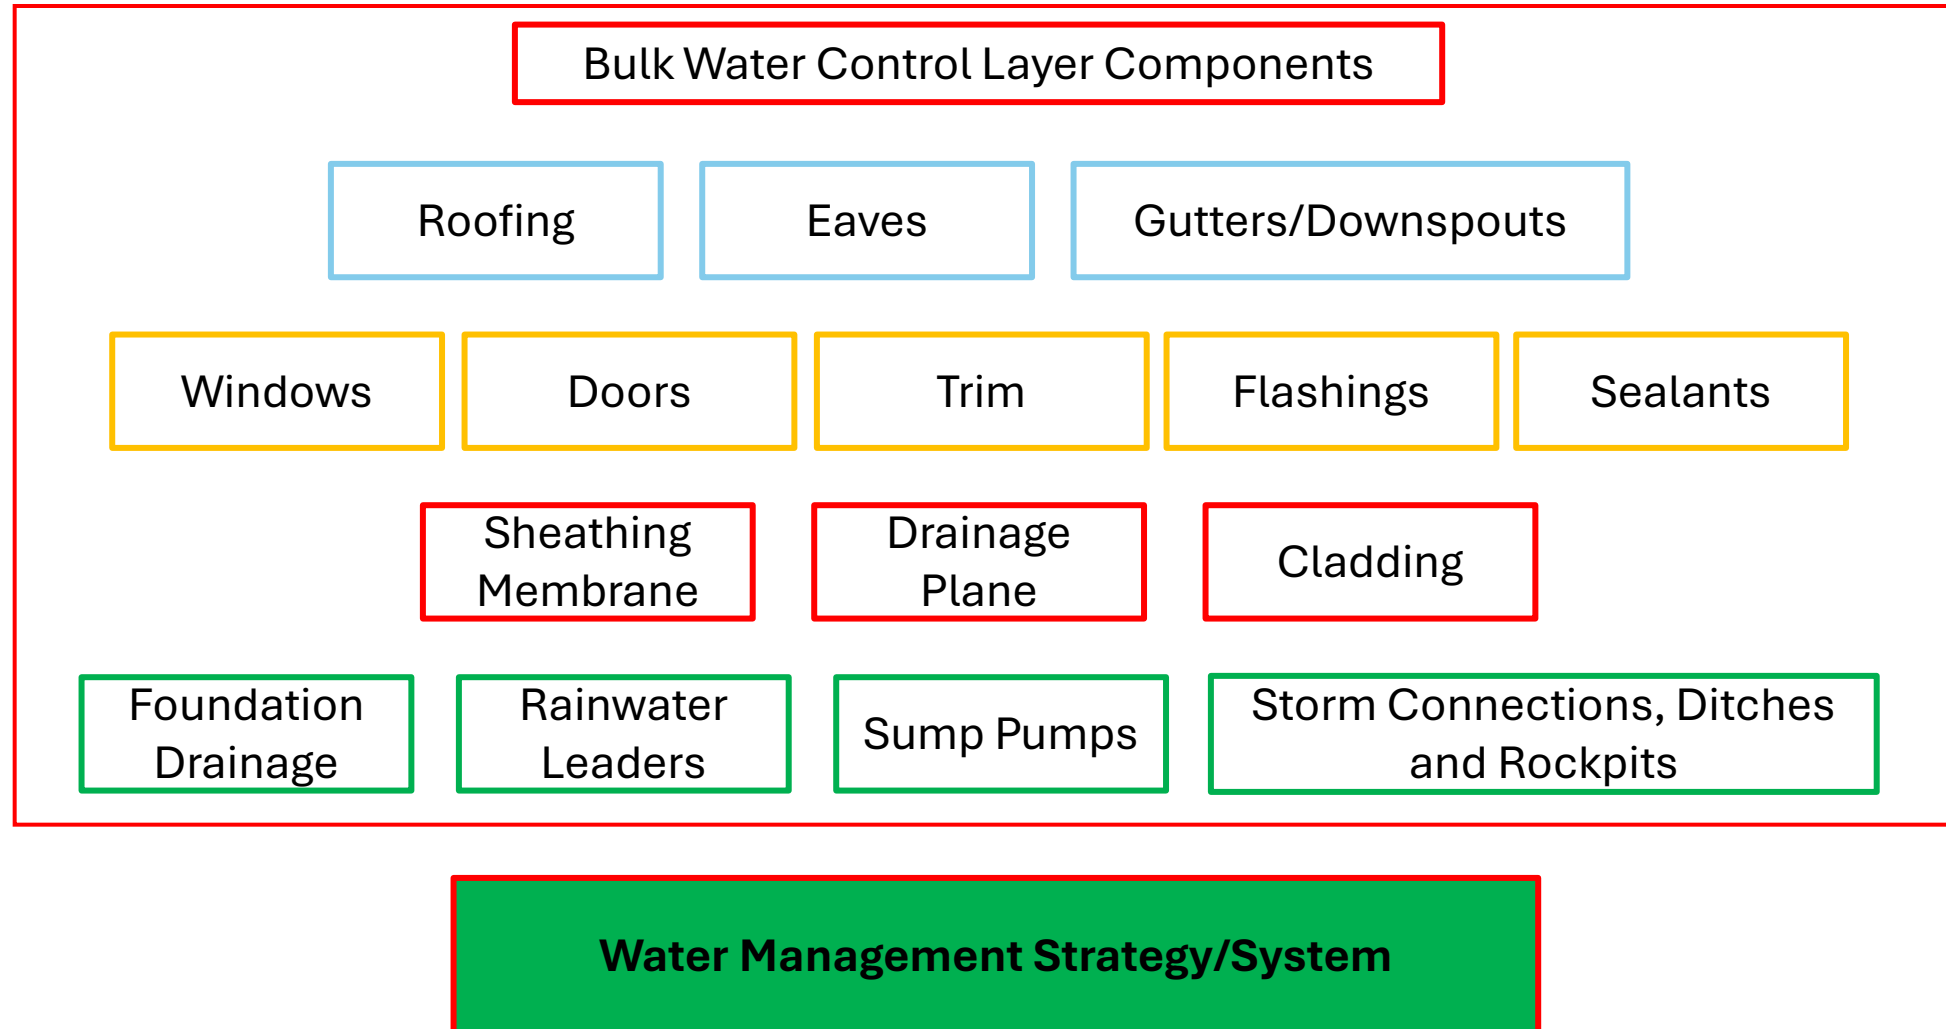 Bulk Water Control Layer Components
Roofing
Eaves
Gutters/Downspouts
Windows
Doors
Trim
Flashings
Sealants
Sheathing
Membrane
Drainage
Plane
Cladding
Foundation
Drainage
Rainwater
Leaders
Sump Pumps
Storm Connections, Ditches
and Rockpits
Water Management Strategy/System